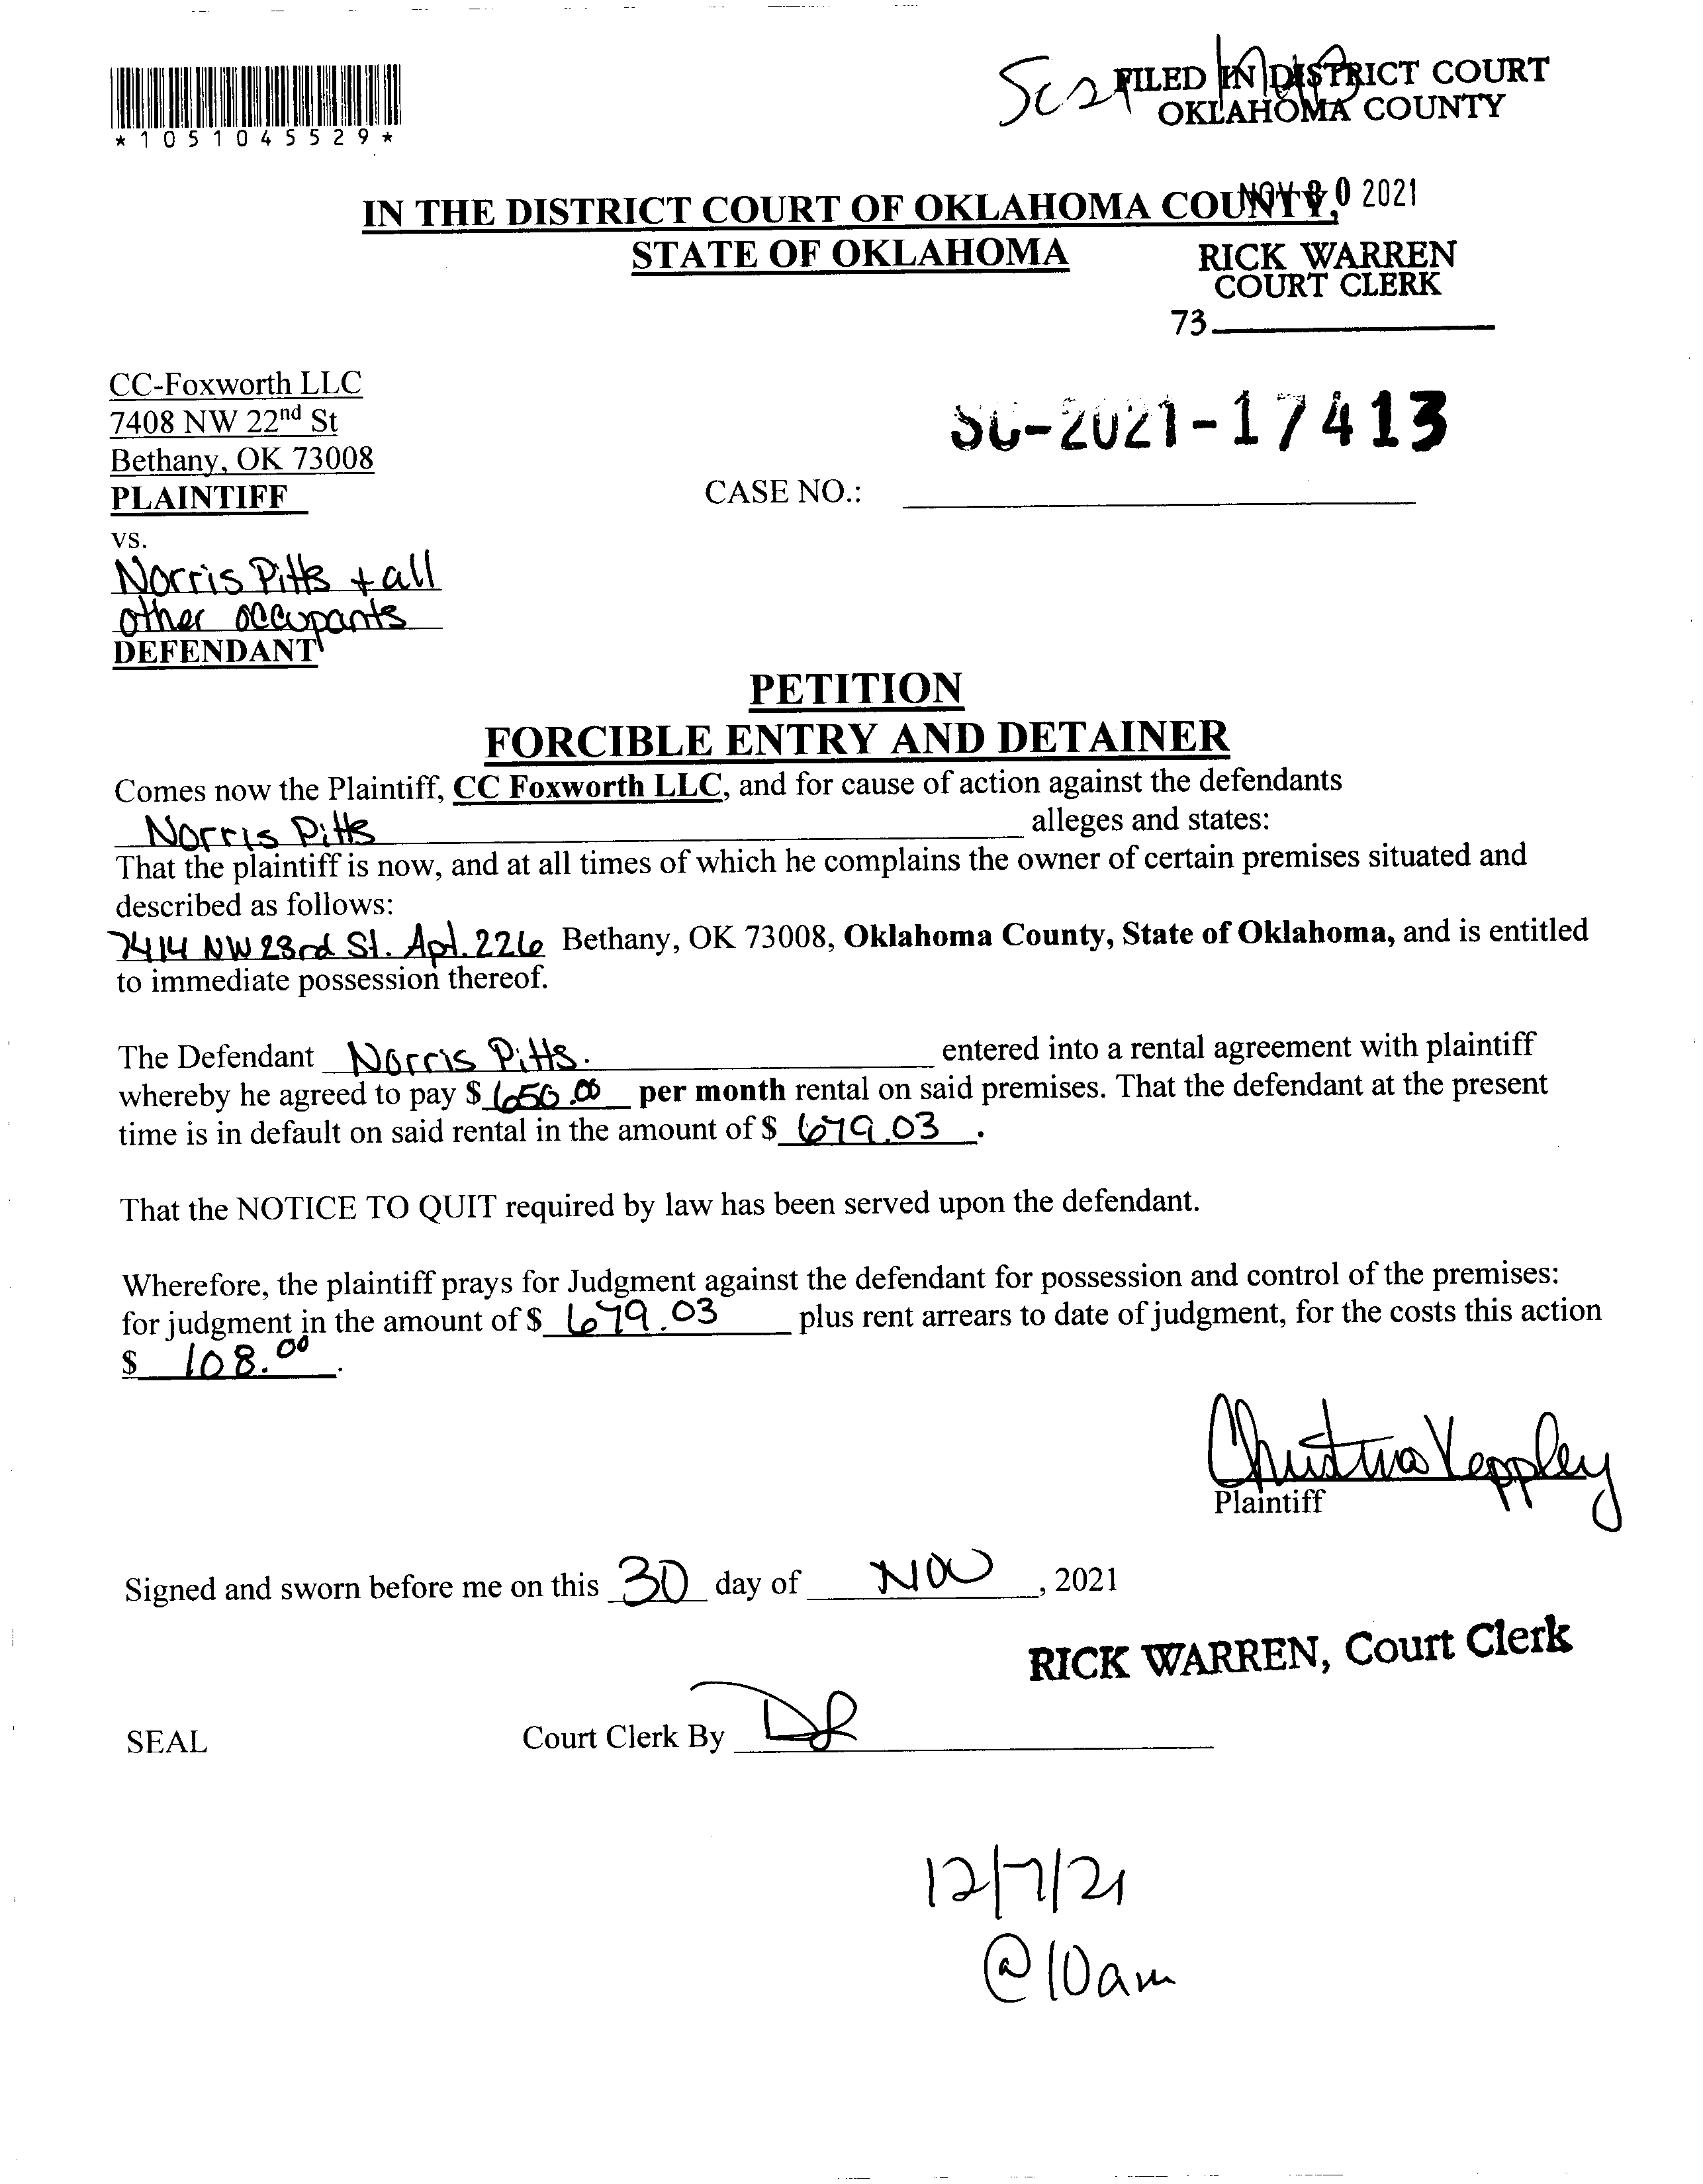 FILED IN DISTRICT COURT
OKLAHOMA COUNTY
*1051045529*
NOV 30 2021
IN THE DISTRICT COURT OF OKLAHOMA COUNTY,
STATE OF OKLAHOMA
RICK WARREN
COURT CLERK
73
CC-Foxworth LLC
7408 NW 22nd St
Bethany, OK 73008
PLAINTIFF
SC-2021-17413
CASE NO.:
vs.
Norris Pitts + all
other occupants
DEFENDANT
PETITION
FORCIBLE ENTRY AND DETAINER
Comes now the Plaintiff, CC Foxworth LLC, and for cause of action against the defendants
Norris Pitts alleges and states:
That the plaintiff is now, and at all times of which he complains the owner of certain premises situated and
described as follows:
7414 NW 23rd St. Apt. 226 Bethany, OK 73008, Oklahoma County, State of Oklahoma, and is entitled
to immediate possession thereof.
The Defendant Norris Pitts. entered into a rental agreement with plaintiff
whereby he agreed to pay $ 650.00 per month rental on said premises. That the defendant at the present
time is in default on said rental in the amount of $ 679.03.
That the NOTICE TO QUIT required by law has been served upon the defendant.
Wherefore, the plaintiff prays for Judgment against the defendant for possession and control of the premises:
for judgment in the amount of $ 679.03 plus rent arrears to date of judgment, for the costs this action
$ 108.00.
Plaintiff
Signed and sworn before me on this 30 day of Nov, 2021
RICK WARREN, Court Clerk
SEAL
Court Clerk By
12/7/21
@10am